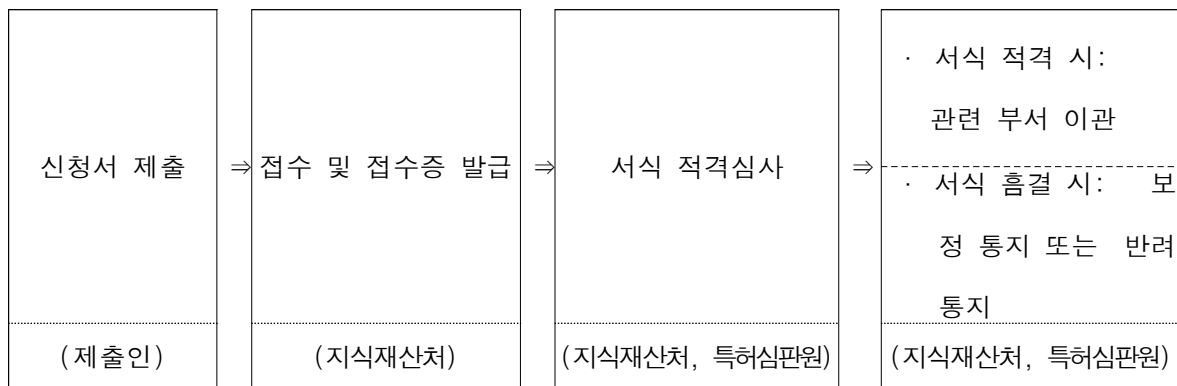 신청서 제출
⇒
접수 및 접수증 발급
⇒
서식 적격심사
⇒
· 서식 적격 시:
관련 부서 이관
· 서식 흠결 시: 보
정 통지 또는 반려
통지
(제출인)
(지식재산처)
(지식재산처, 특허심판원)
(지식재산처, 특허심판원)